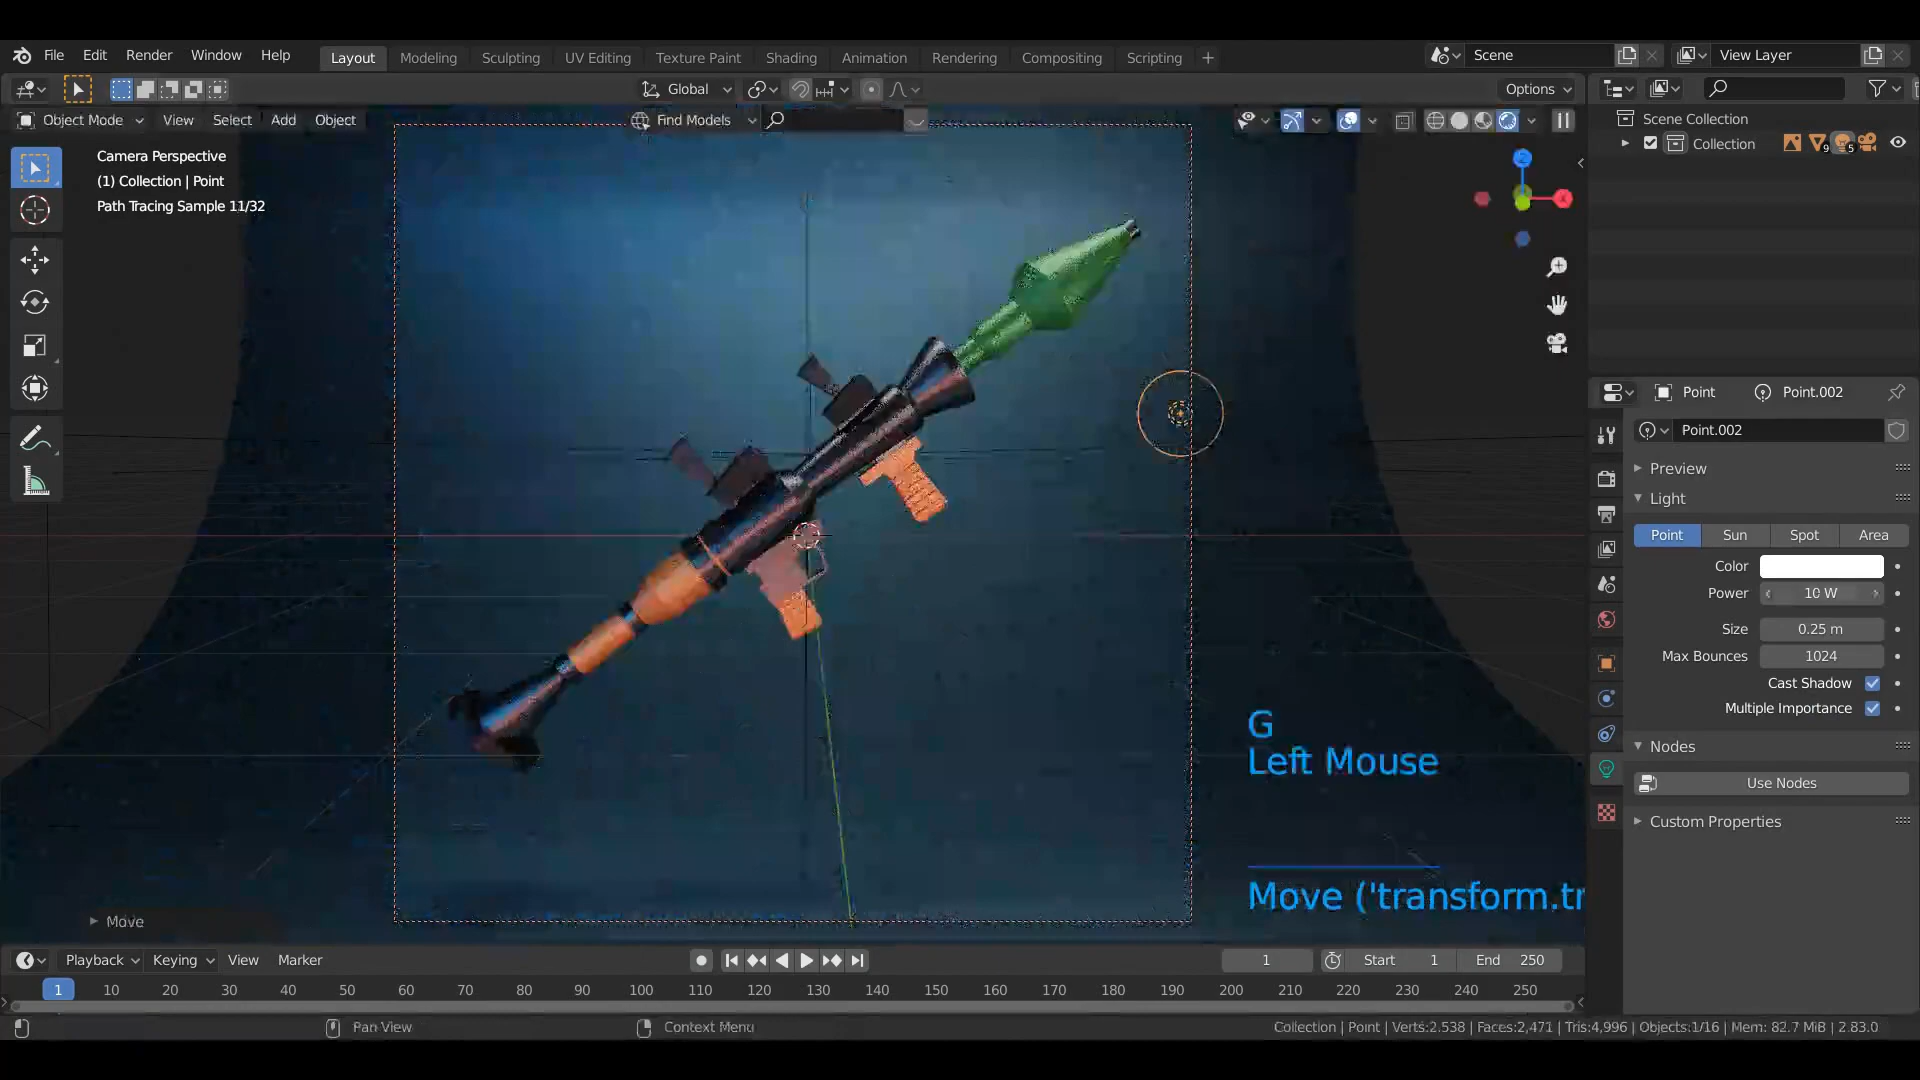 File Edit Render Window Help Layout Modeling Sculpting UV Editing Texture Paint Shading Animation Rendering Compositing Scripting + Scene View Layer
Global Options
Object Mode View Select Add Object Find Models
Camera Perspective
(1) Collection | Point
Path Tracing Sample 11/32
Z
X
Scene Collection
Collection 9 5
Point Point.002
Point.002
Preview
Light
Point Sun Spot Area
Color
Power 10 W
Size 0.25 m
Max Bounces 1024
Cast Shadow
Multiple Importance
Nodes
Use Nodes
Custom Properties
G
Left Mouse
Move ('transform.tr
Move
Playback Keying View Marker 1 Start 1 End 250
1 10 20 30 40 50 60 70 80 90 100 110 120 130 140 150 160 170 180 190 200 210 220 230 240 250
Pan View Context Menu Collection | Point | Verts:2,538 | Faces:2,471 | Tris:4,996 | Objects:1/16 | Mem: 82.7 MiB | 2.83.0